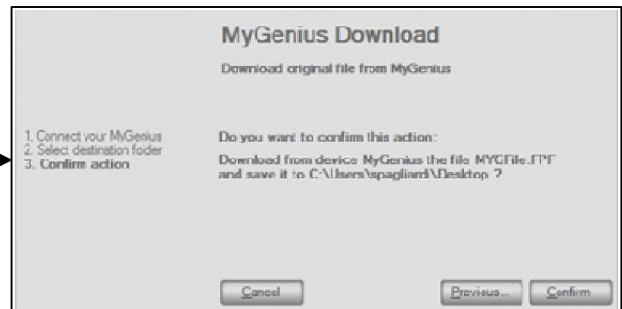 MyGenius Download
Download original file from MyGenius
1. Connect your MyGenius
2. Select destination folder
3. Confirm action
Do you want to confirm this action:
Download from device MyGenius the file MYGFile.FPF
and save it to C:\Users\spagliardi\Desktop ?
Cancel
Previous...
Confirm